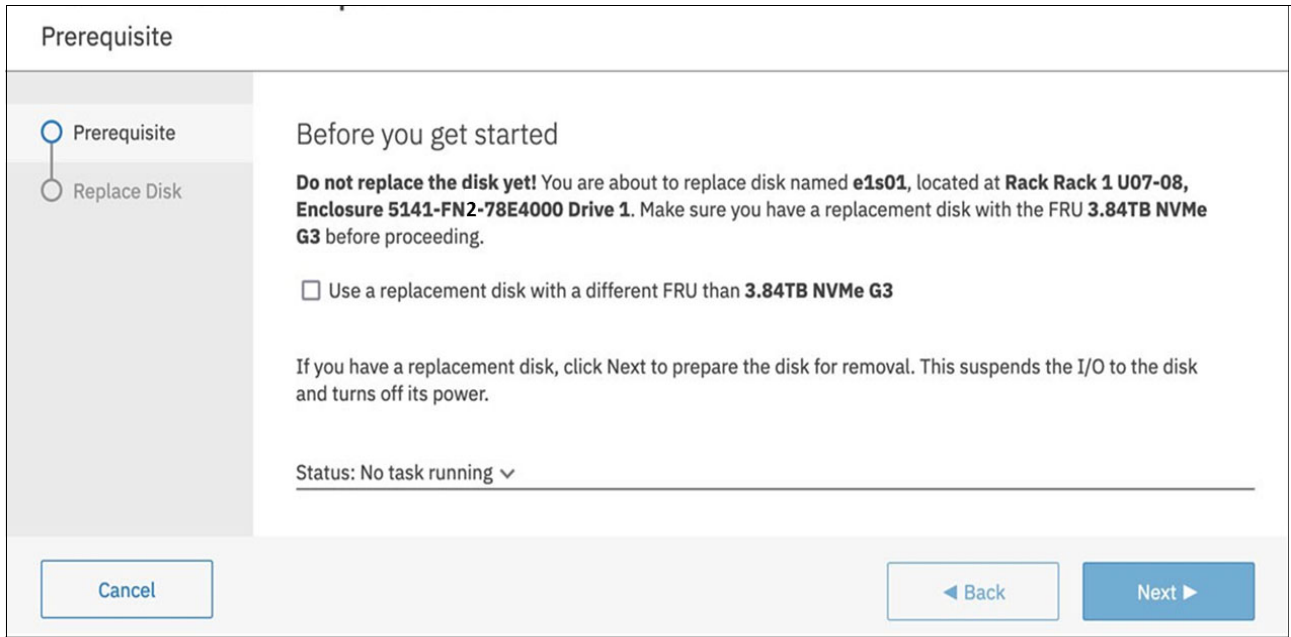 Prerequisite
Prerequisite
Replace Disk
Before you get started
Do not replace the disk yet! You are about to replace disk named e1s01, located at Rack Rack 1 U07-08,
Enclosure 5141-FN2-78E4000 Drive 1. Make sure you have a replacement disk with the FRU 3.84TB NVMe
G3 before proceeding.
Use a replacement disk with a different FRU than 3.84TB NVMe G3
If you have a replacement disk, click Next to prepare the disk for removal. This suspends the I/O to the disk
and turns off its power.
Status: No task running
Cancel
Back
Next